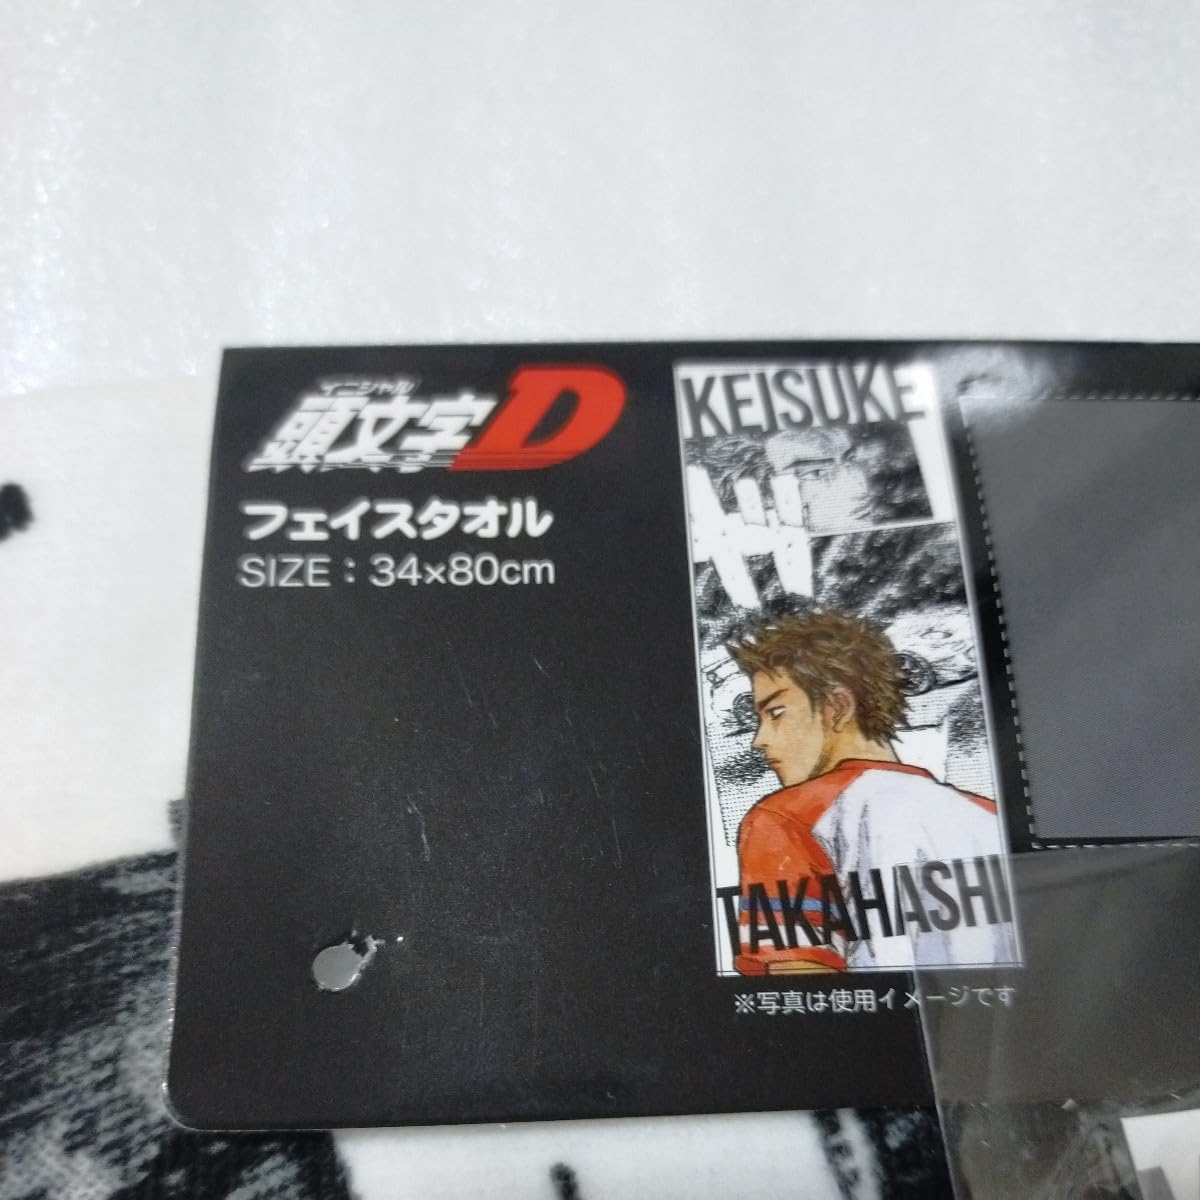 イニシャル
頭文字D
フェイスタオル
SIZE：34×80cm
KEISUKE
TAKAHASHI
※写真は使用イメージです